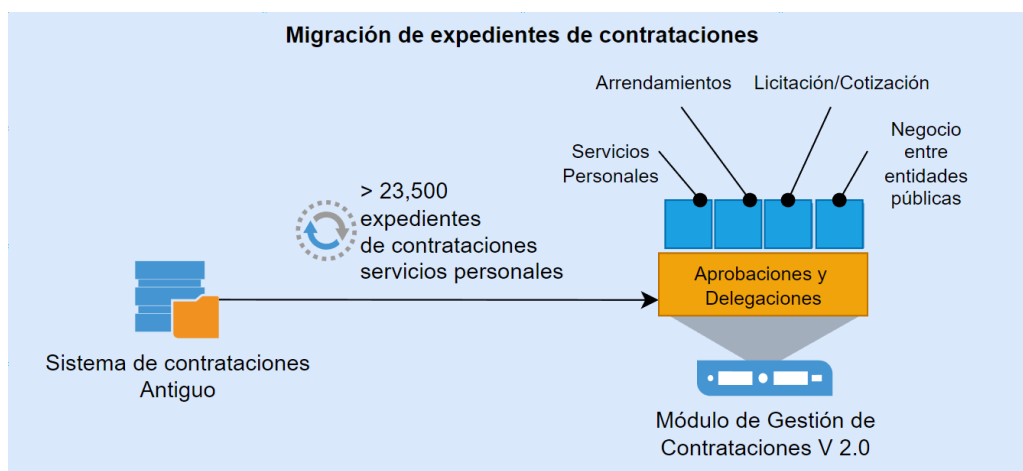 Migración de expedientes de contrataciones
Arrendamientos
Licitación/Cotización
Servicios
Personales
Negocio
entre
entidades
públicas
> 23,500
expedientes
de contrataciones
servicios personales
Aprobaciones y
Delegaciones
Sistema de contrataciones
Antiguo
Módulo de Gestión de
Contrataciones V 2.0